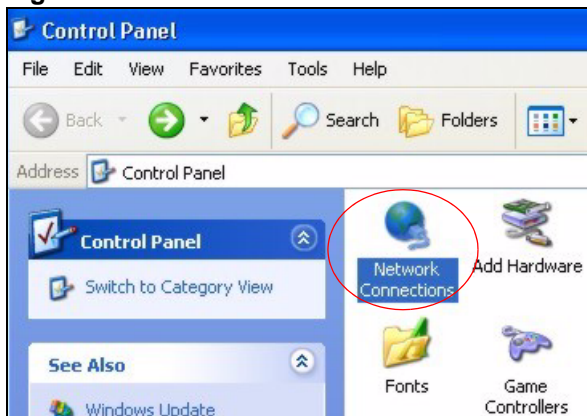 Control Panel
File Edit View Favorites Tools Help
Back Search Folders
Address Control Panel
Control Panel
Switch to Category View
See Also
Windows Update
Network Connections
Add Hardware
Fonts
Game Controllers